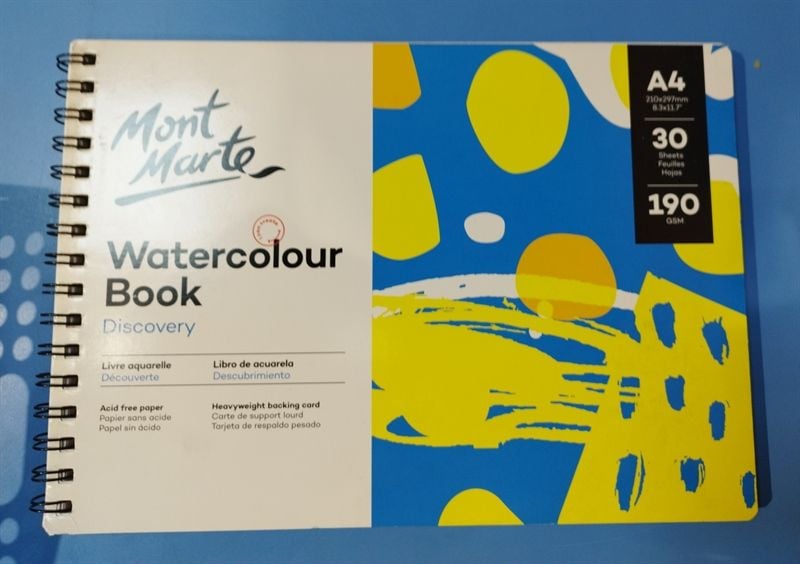 Mont
Marte
Watercolour
Book
Discovery
Livre aquarelle
Découverte
Libro de acuarela
Descubrimiento
Acid free paper
Papier sans acide
Papel sin ácido
Heavyweight backing card
Carte de support lourd
Tarjeta de respaldo pesado
A4
210x297mm
8.3x11.7"
30
Sheets
Feuilles
Hojas
190
GSM